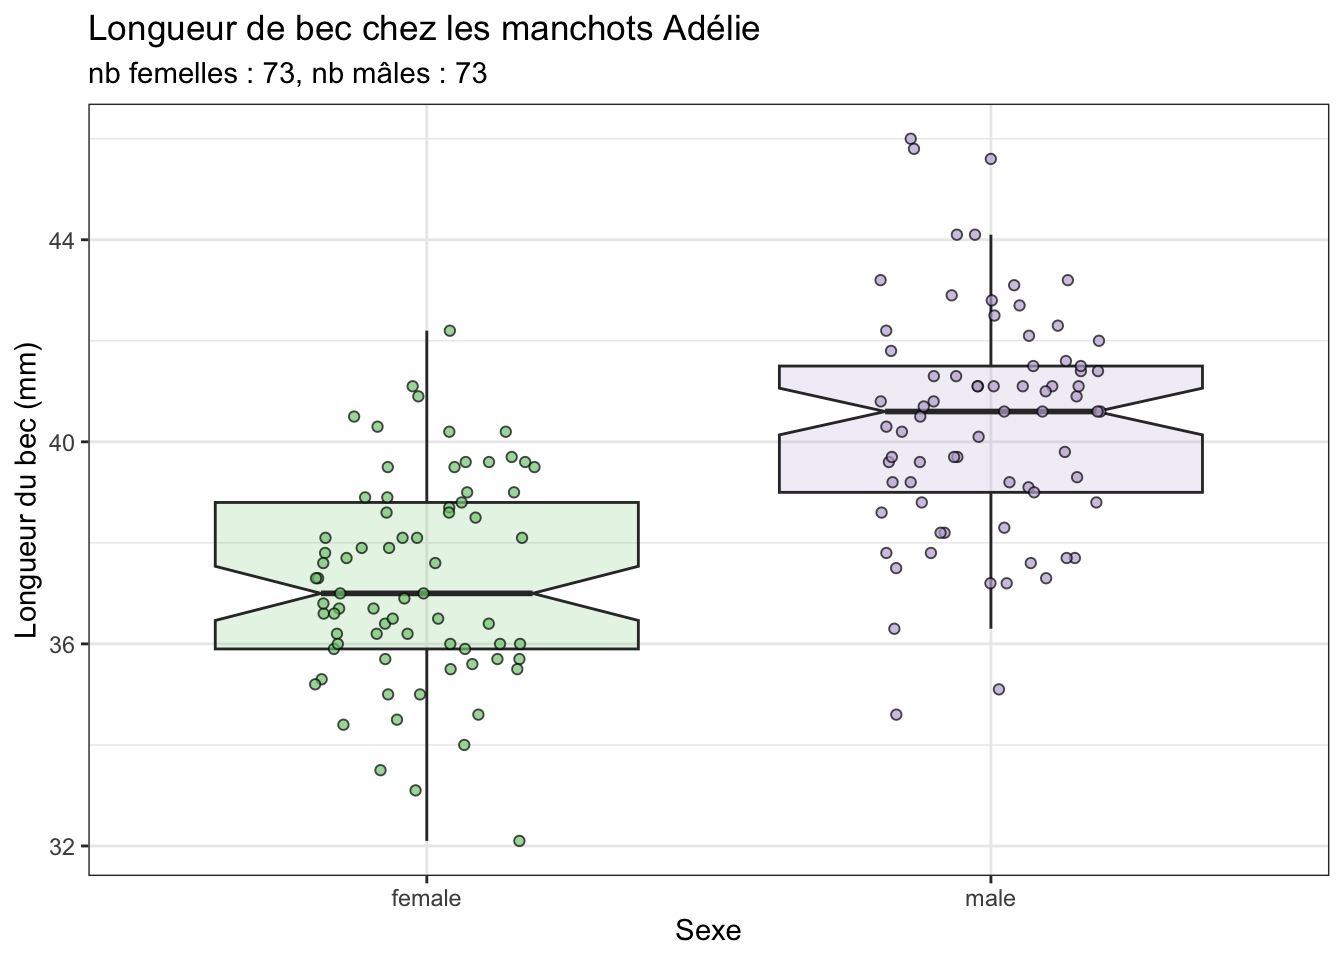 Longueur de bec chez les manchots Adélie
nb femelles : 73, nb mâles : 73
Longueur du bec (mm)
44
40
36
32
female
male
Sexe